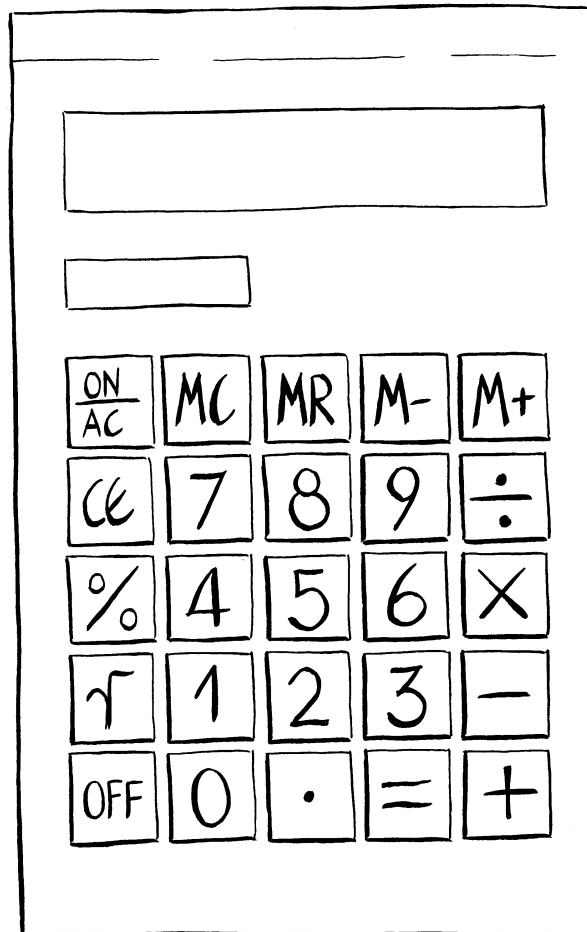 ON
AC MC MR M- M+
CE 7 8 9 ÷
% 4 5 6 ×
√ 1 2 3 −
OFF 0 . = +